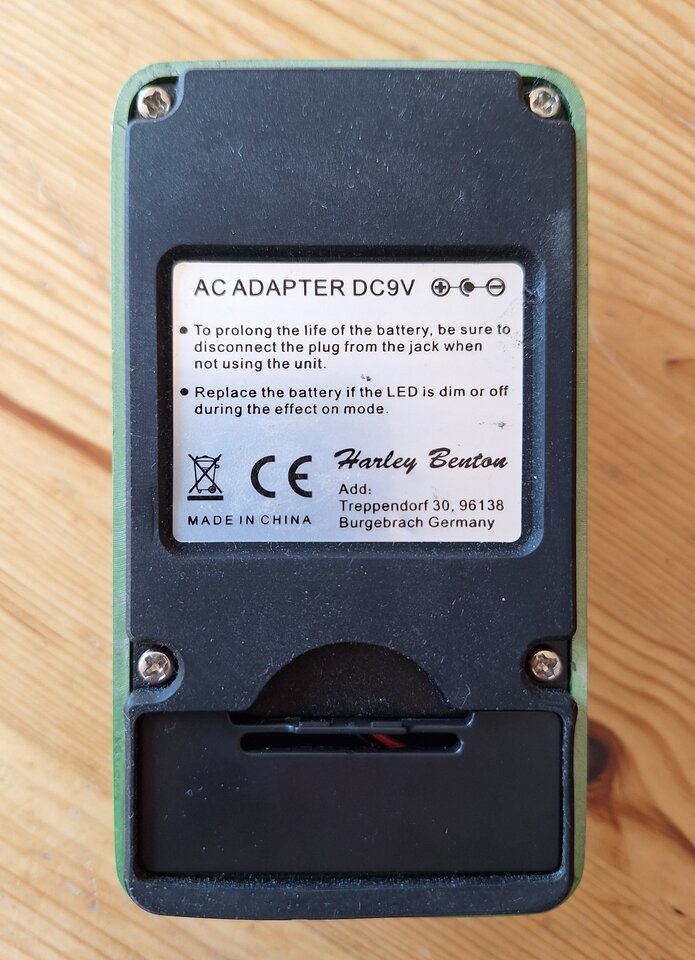 AC ADAPTER DC9V
• To prolong the life of the battery, be sure to
disconnect the plug from the jack when
not using the unit.
• Replace the battery if the LED is dim or off
during the effect on mode.
CE
Harley Benton
Add:
Treppendorf 30, 96138
MADE IN CHINA
Burgebrach Germany